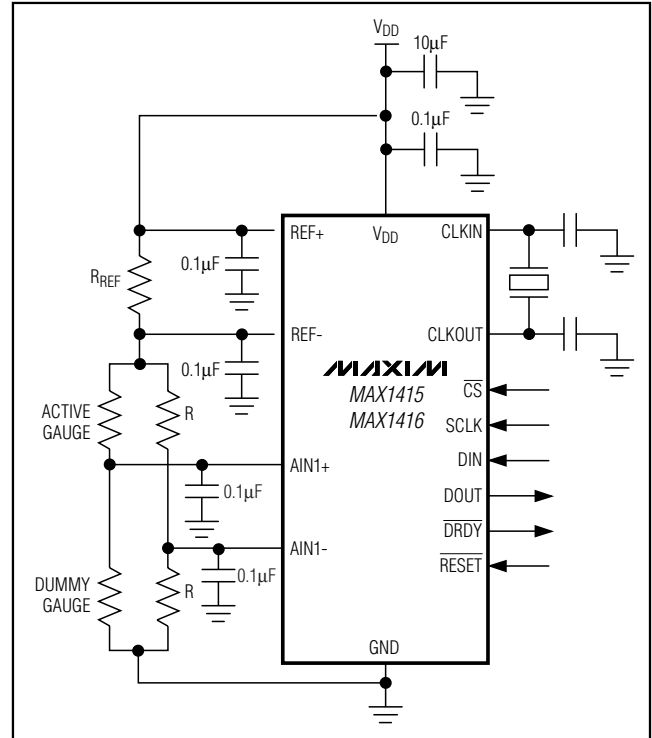 VDD
10μF
0.1μF
REF+
VDD
CLKIN
0.1μF
RREF
REF-
CLKOUT
0.1μF
MAXIM
MAX1415
MAX1416
CS
ACTIVE
GAUGE
R
SCLK
AIN1+
DIN
0.1μF
DOUT
DRDY
AIN1-
RESET
DUMMY
GAUGE
R
0.1μF
GND